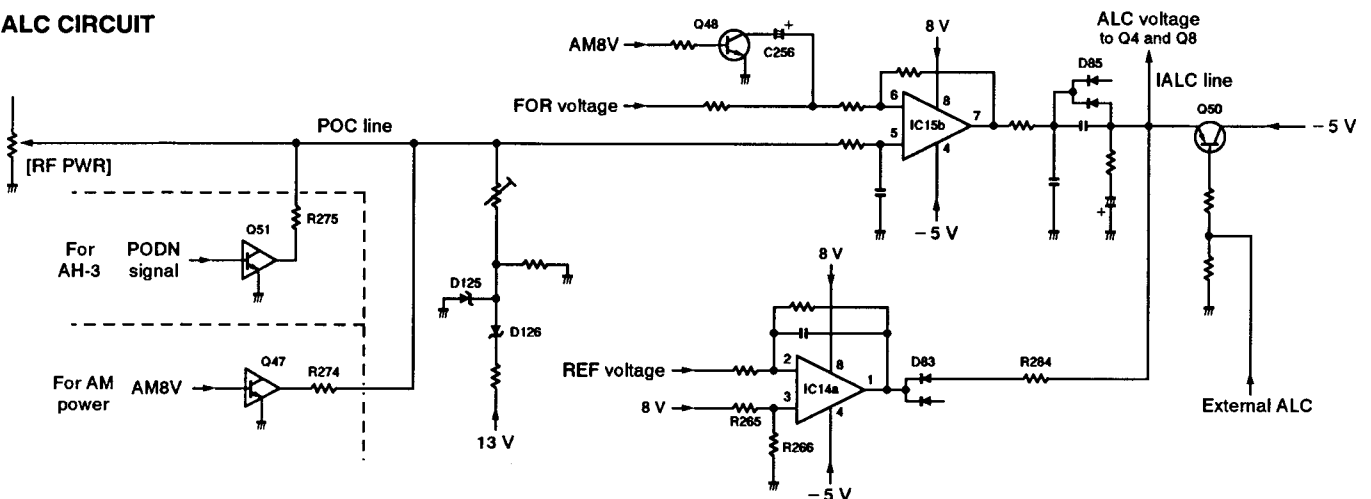 ALC CIRCUIT
AM8V
Q48
+
C256
8 V
ALC voltage
to Q4 and Q8
IALC line
D85
Q50
FOR voltage
6
8
IC15b
7
5
4
– 5 V
– 5 V
POC line
[RF PWR]
R275
+
For
AH-3
PODN
signal
Q51
D125
D126
13 V
For AM
power
AM8V
Q47
R274
8 V
REF voltage
2
8
IC14a
1
3
4
8 V
R265
R266
– 5 V
D83
R284
External ALC